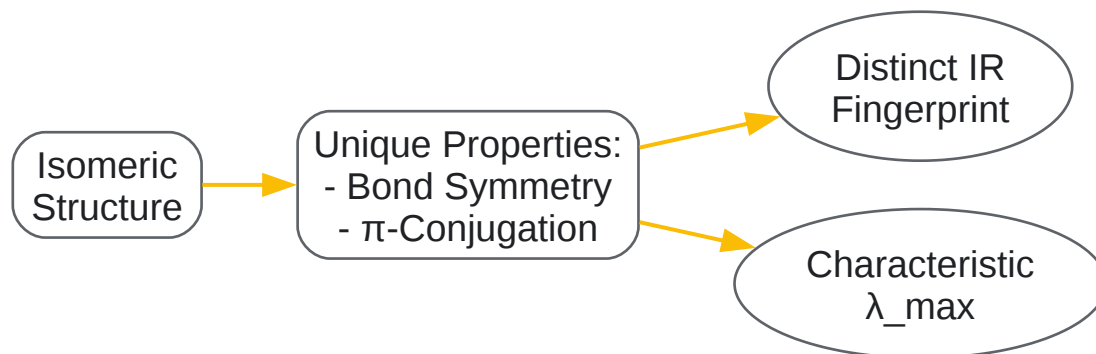 Isomeric
Structure
Unique Properties:
- Bond Symmetry
- π-Conjugation
Distinct IR
Fingerprint
Characteristic
λ_max